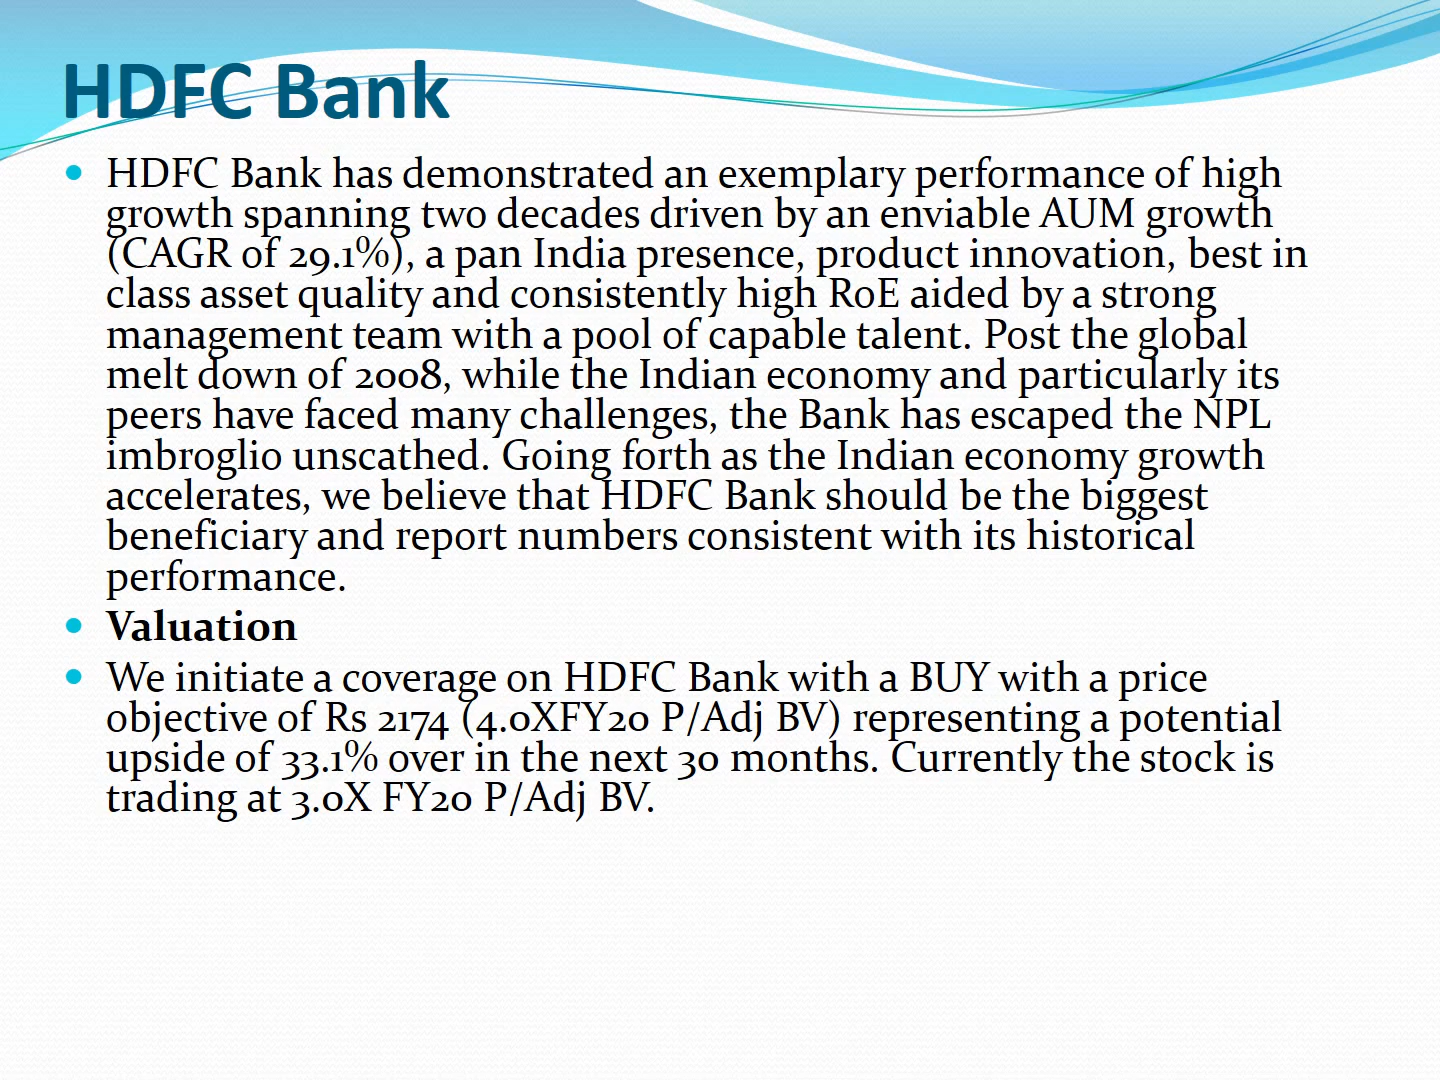 HDFC Bank
HDFC Bank has demonstrated an exemplary performance of high
growth spanning two decades driven by an enviable AUM growth
(CAGR of 29.1%), a pan India presence, product innovation, best in
class asset quality and consistently high RoE aided by a strong
management team with a pool of capable talent. Post the global
melt down of 2008, while the Indian economy and particularly its
peers have faced many challenges, the Bank has escaped the NPL
imbroglio unscathed. Going forth as the Indian economy growth
accelerates, we believe that HDFC Bank should be the biggest
beneficiary and report numbers consistent with its historical
performance.
Valuation
We initiate a coverage on HDFC Bank with a BUY with a price
objective of Rs 2174 (4.0XFY20 P/Adj BV) representing a potential
upside of 33.1% over in the next 30 months. Currently the stock is
trading at 3.0X FY20 P/Adj BV.